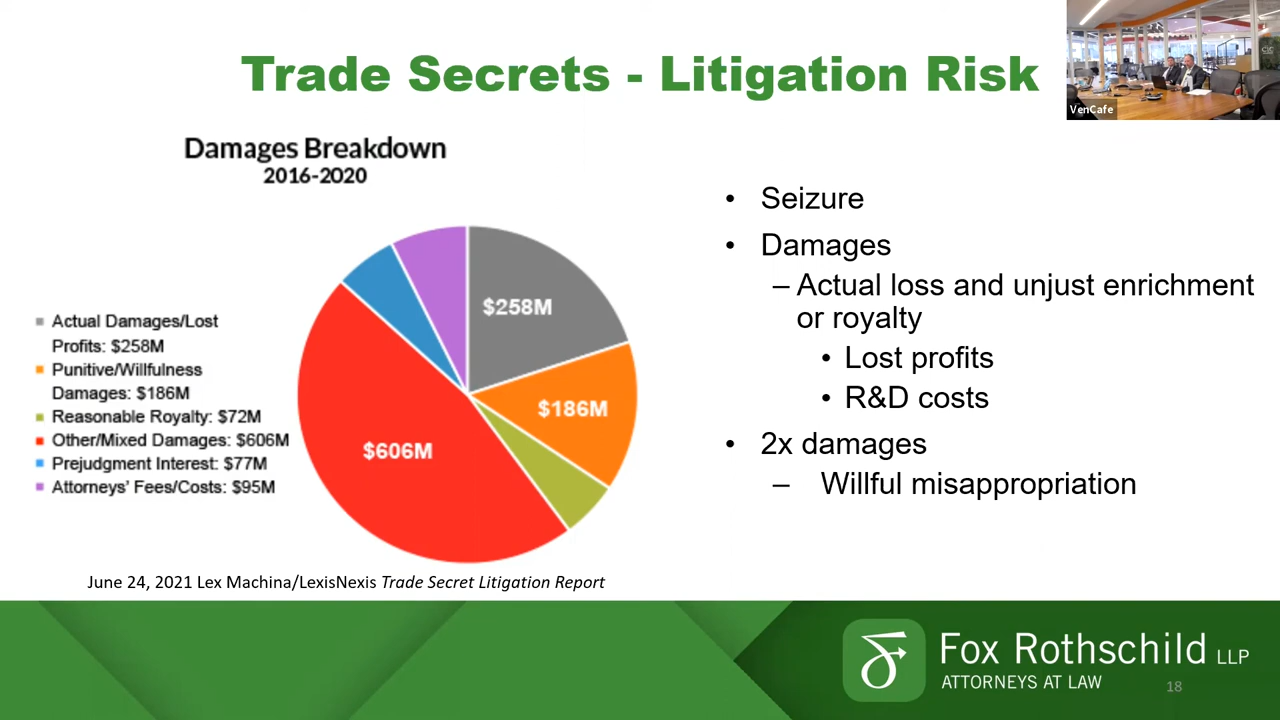 Trade Secrets - Litigation Risk
VenCafe
Damages Breakdown
2016-2020
$258M
$186M
$606M
Actual Damages/Lost
Profits: $258M
Punitive/Willfulness
Damages: $186M
Reasonable Royalty: $72M
Other/Mixed Damages: $606M
Prejudgment Interest: $77M
Attorneys' Fees/Costs: $95M
June 24, 2021 Lex Machina/LexisNexis Trade Secret Litigation Report
• Seizure
• Damages
– Actual loss and unjust enrichment
or royalty
• Lost profits
• R&D costs
• 2x damages
– Willful misappropriation
Fox Rothschild LLP
ATTORNEYS AT LAW
18